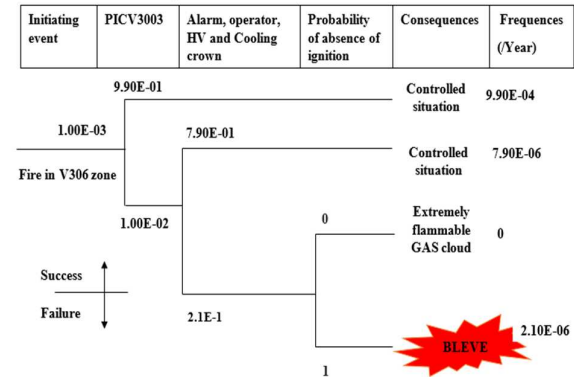 Initiating event
PICV3003
Alarm, operator, HV and Cooling crown
Probability of absence of ignition
Consequences
Frequences (/Year)
9.90E-01
Controlled situation
9.90E-04
1.00E-03
7.90E-01
Controlled situation
7.90E-06
Fire in V306 zone
1.00E-02
0
Extremely flammable GAS cloud
0
Success
Failure
2.1E-1
2.10E-06
BLEVE
1